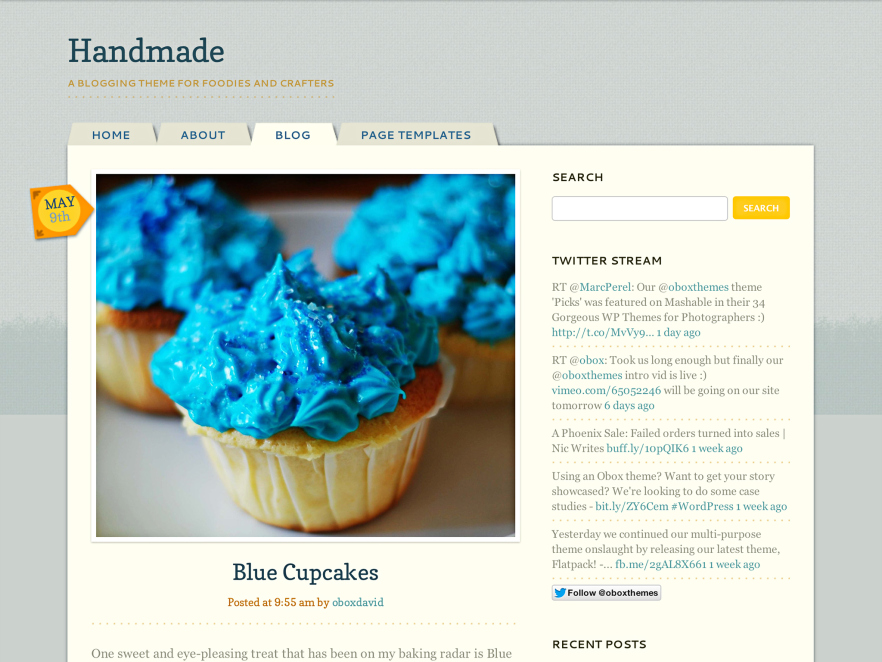 Handmade
A BLOGGING THEME FOR FOODIES AND CRAFTERS
HOME ABOUT BLOG PAGE TEMPLATES
MAY
9th
Blue Cupcakes
Posted at 9:55 am by oboxdavid
One sweet and eye-pleasing treat that has been on my baking radar is Blue
SEARCH
SEARCH
TWITTER STREAM
RT @MarcPerel: Our @oboxthemes theme
'Picks' was featured on Mashable in their 34
Gorgeous WP Themes for Photographers :)
http://t.co/MvVy9... 1 day ago
RT @obox: Took us long enough but finally our
@oboxthemes intro vid is live :)
vimeo.com/65052246 will be going on our site
tomorrow 6 days ago
A Phoenix Sale: Failed orders turned into sales |
Nic Writes buff.ly/10pQIK6 1 week ago
Using an Obox theme? Want to get your story
showcased? We're looking to do some case
studies - bit.ly/ZY6Cem #WordPress 1 week ago
Yesterday we continued our multi-purpose
theme onslaught by releasing our latest theme,
Flatpack! -... fb.me/2gAL8X661 1 week ago
Follow @oboxthemes
RECENT POSTS